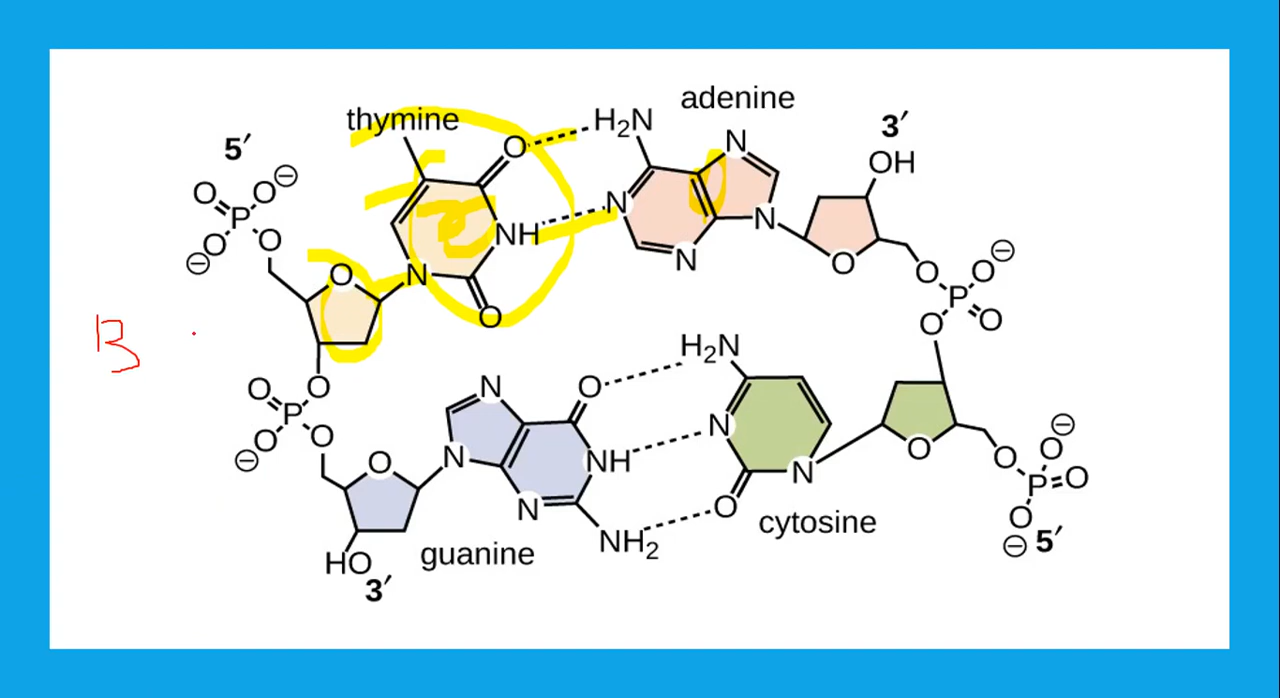 thymine
adenine
5′
3′
H₂N
N
OH
O
O⊖
O
P
O
⊖O
O
N
NH
N
N
N
O
O
O
O⊖
P
O
O
O
B
H₂N
O
O
P
O
⊖O
O
N
O
N
NH
N
N
O
N
N
O
O
O⊖
P
O
O
⊖
5′
NH₂
cytosine
guanine
HO
3′